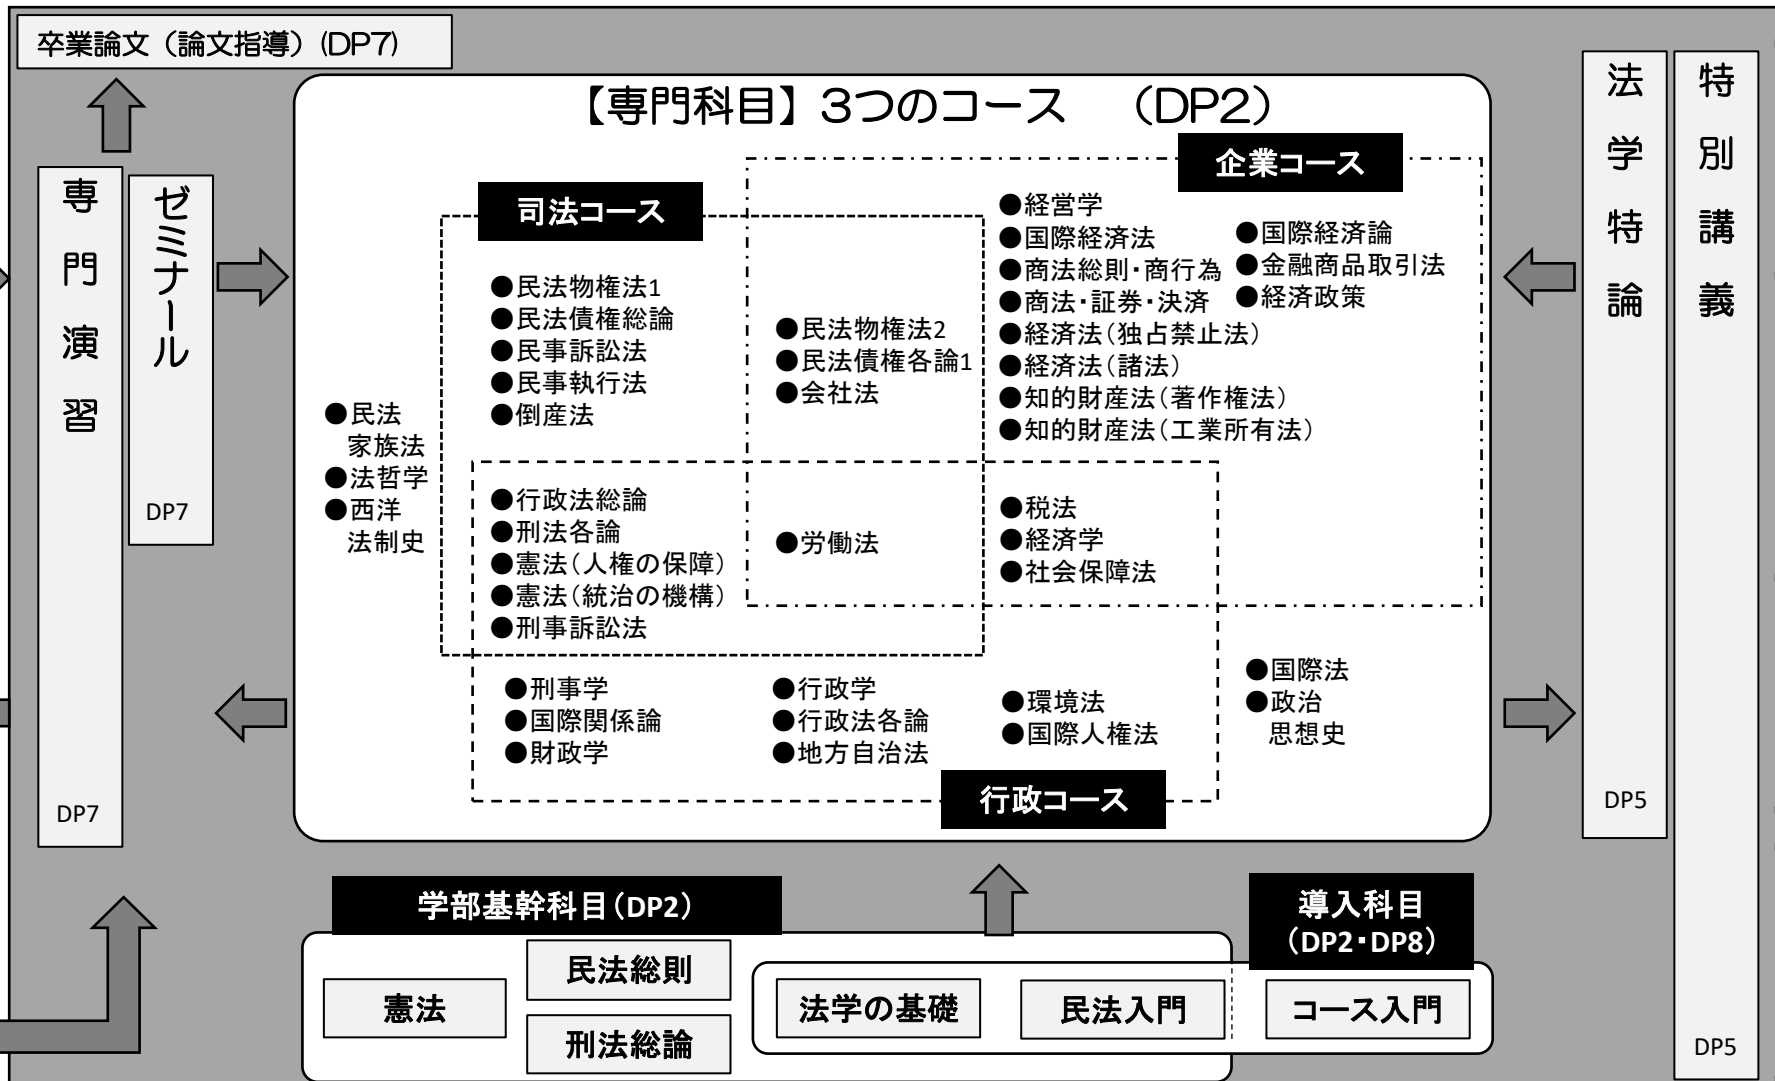 卒業論文（論文指導）(DP7)
専門演習
DP7
ゼミナール
DP7
【専門科目】3つのコース （DP2）
司法コース
企業コース
●民法物権法1
●民法債権総論
●民事訴訟法
●民事執行法
●倒産法
●民法物権法2
●民法債権各論1
●会社法
●経営学
●国際経済法
●商法総則・商行為
●商法・証券・決済
●経済法（独占禁止法）
●経済法（諸法）
●知的財産法（著作権法）
●知的財産法（工業所有法）
●国際経済論
●金融商品取引法
●経済政策
●民法
家族法
●法哲学
●西洋
法制史
●行政法総論
●刑法各論
●憲法（人権の保障）
●憲法（統治の機構）
●刑事訴訟法
●労働法
●税法
●経済学
●社会保障法
●刑事学
●国際関係論
●財政学
●行政学
●行政法各論
●地方自治法
●環境法
●国際人権法
●国際法
●政治
思想史
行政コース
法学特論
DP5
特別講義
DP5
学部基幹科目（DP2）
導入科目
（DP2・DP8）
憲法
民法総則
刑法総論
法学の基礎
民法入門
コース入門